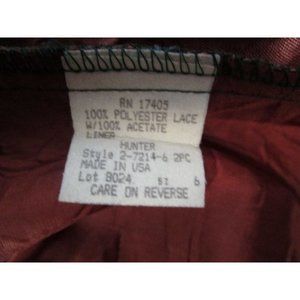 RN 17405
100% POLYESTER LACE
W/100% ACETATE
LINER
HUNTER
Style 2-7214-6 2PC
MADE IN USA
Lot 8024 6
CARE ON REVERSE